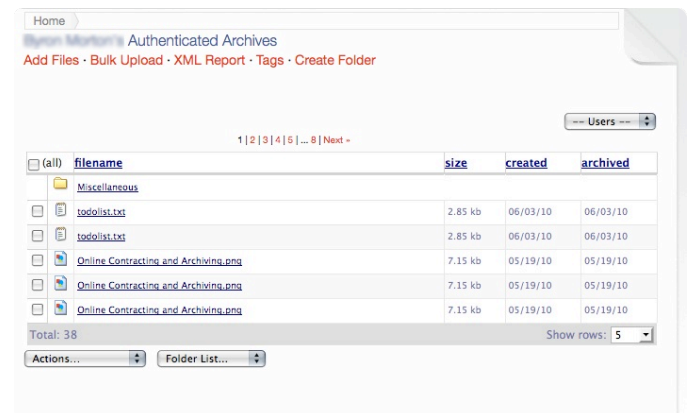 Home
Authenticated Archives
Add Files · Bulk Upload · XML Report · Tags · Create Folder
-- Users --
1 | 2 | 3 | 4 | 5 | ... 8 | Next »
(all) filename size created archived
Miscellaneous
todolist.txt 2.85 kb 06/03/10 06/03/10
todolist.txt 2.85 kb 06/03/10 06/03/10
Online Contracting and Archiving.png 7.15 kb 05/19/10 05/19/10
Online Contracting and Archiving.png 7.15 kb 05/19/10 05/19/10
Online Contracting and Archiving.png 7.15 kb 05/19/10 05/19/10
Total: 38 Show rows: 5
Actions... Folder List...